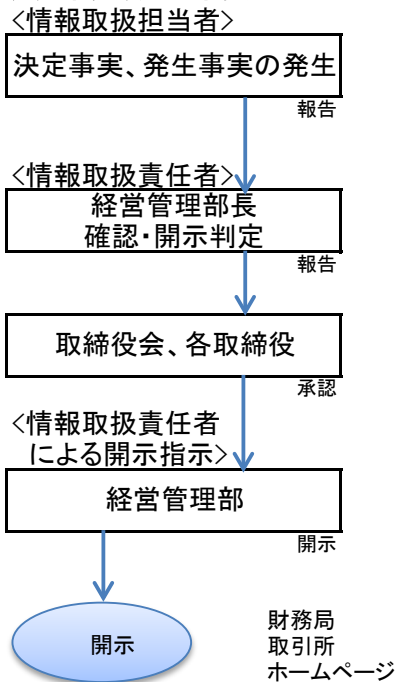 <情報取扱担当者>
決定事実、発生事実の発生
報告
<情報取扱責任者>
経営管理部長
確認・開示判定
報告
取締役会、各取締役
承認
<情報取扱責任者
による開示指示>
経営管理部
開示
開示
財務局
取引所
ホームページ